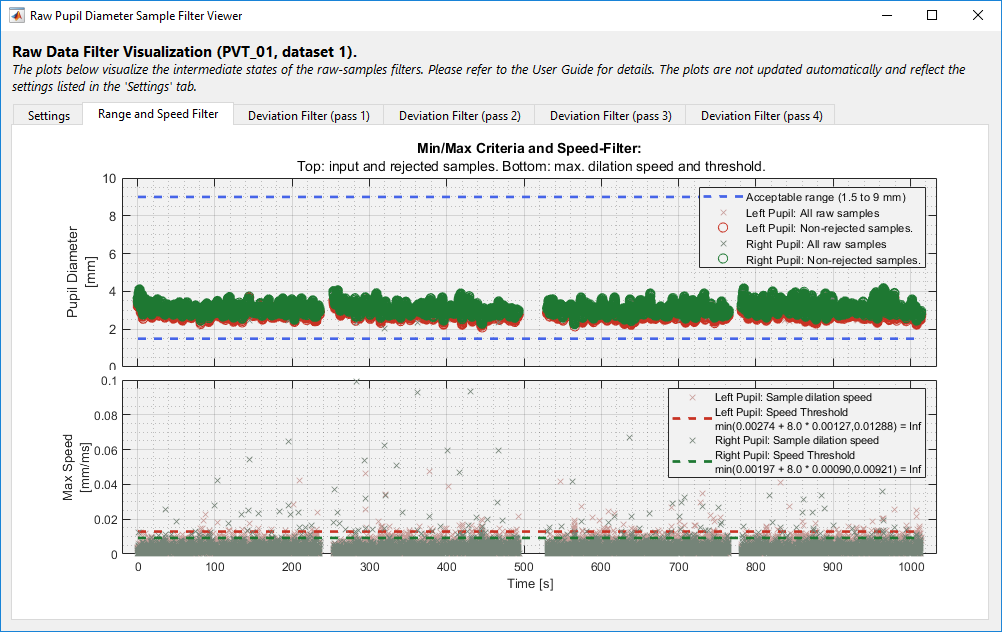 Raw Pupil Diameter Sample Filter Viewer
Raw Data Filter Visualization (PVT_01, dataset 1).
The plots below visualize the intermediate states of the raw-samples filters. Please refer to the User Guide for details. The plots are not updated automatically and reflect the
settings listed in the 'Settings' tab.
Settings
Range and Speed Filter
Deviation Filter (pass 1)
Deviation Filter (pass 2)
Deviation Filter (pass 3)
Deviation Filter (pass 4)
Min/Max Criteria and Speed-Filter:
Top: input and rejected samples. Bottom: max. dilation speed and threshold.
Pupil Diameter
[mm]
10
8
6
4
2
0
Acceptable range (1.5 to 9 mm)
Left Pupil: All raw samples
Left Pupil: Non-rejected samples.
Right Pupil: All raw samples
Right Pupil: Non-rejected samples.
Max Speed
[mm/ms]
0.1
0.08
0.06
0.04
0.02
0
Left Pupil: Sample dilation speed
Left Pupil: Speed Threshold
min(0.00274 + 8.0 * 0.00127,0.01288) = Inf
Right Pupil: Sample dilation speed
Right Pupil: Speed Threshold
min(0.00197 + 8.0 * 0.00090,0.00921) = Inf
0 100 200 300 400 500 600 700 800 900 1000
Time [s]